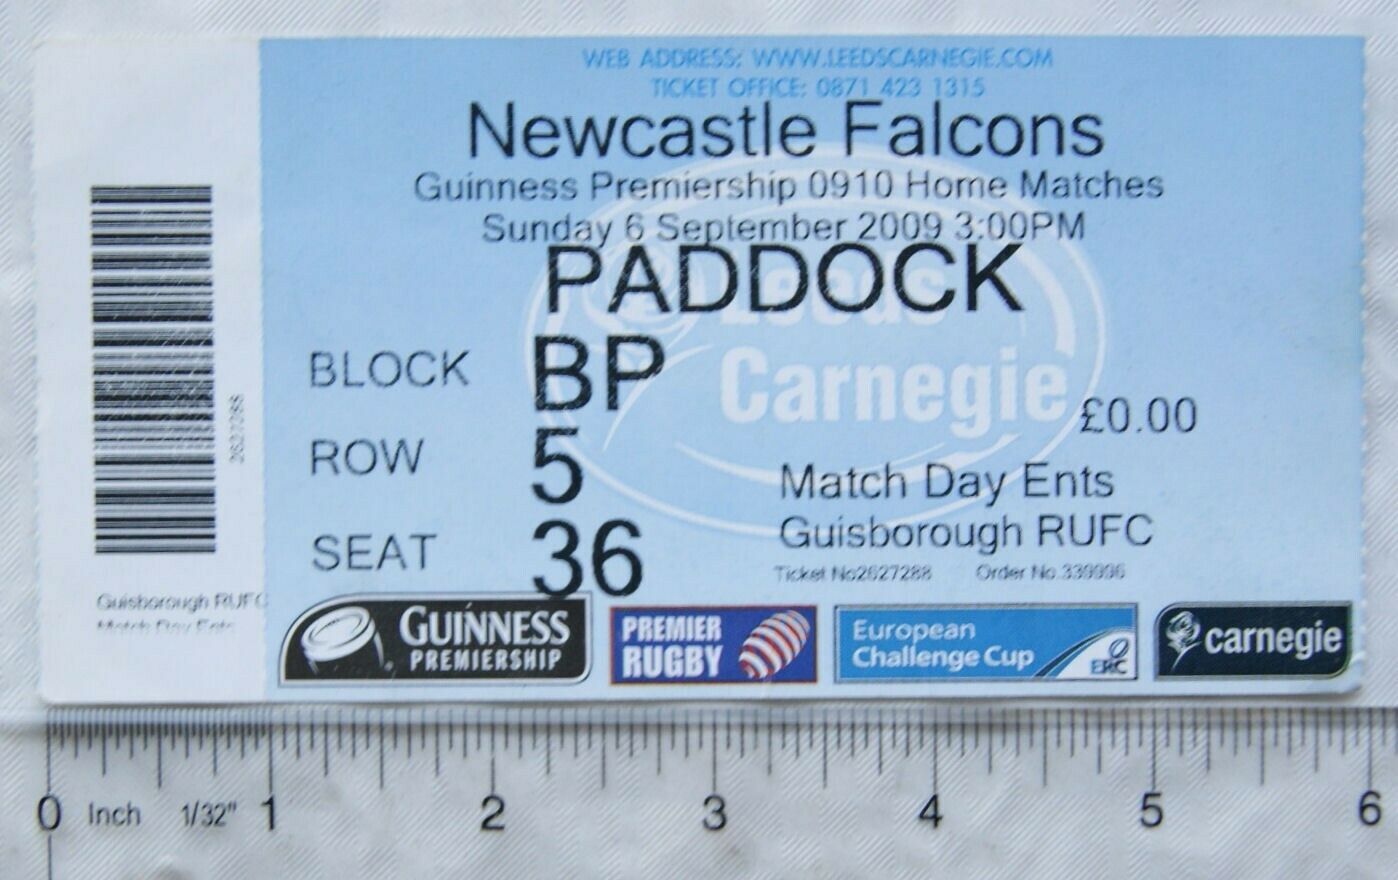 WEB ADDRESS: WWW.LEEDSCARNEGIE.COM
TICKET OFFICE: 0871 423 1315
Newcastle Falcons
Guinness Premiership 0910 Home Matches
Sunday 6 September 2009 3:00PM
PADDOCK
Leeds
Carnegie
BLOCK BP
£0.00
ROW 5
Match Day Ents
SEAT 36
Guisborough RUFC
Ticket No2627288 Order No.339996
2627288
Guisborough RUFC
Match Day Ents
GUINNESS
PREMIERSHIP
PREMIER
RUGBY
European
Challenge Cup
ERC
carnegie
0 Inch 1/32" 1 2 3 4 5 6